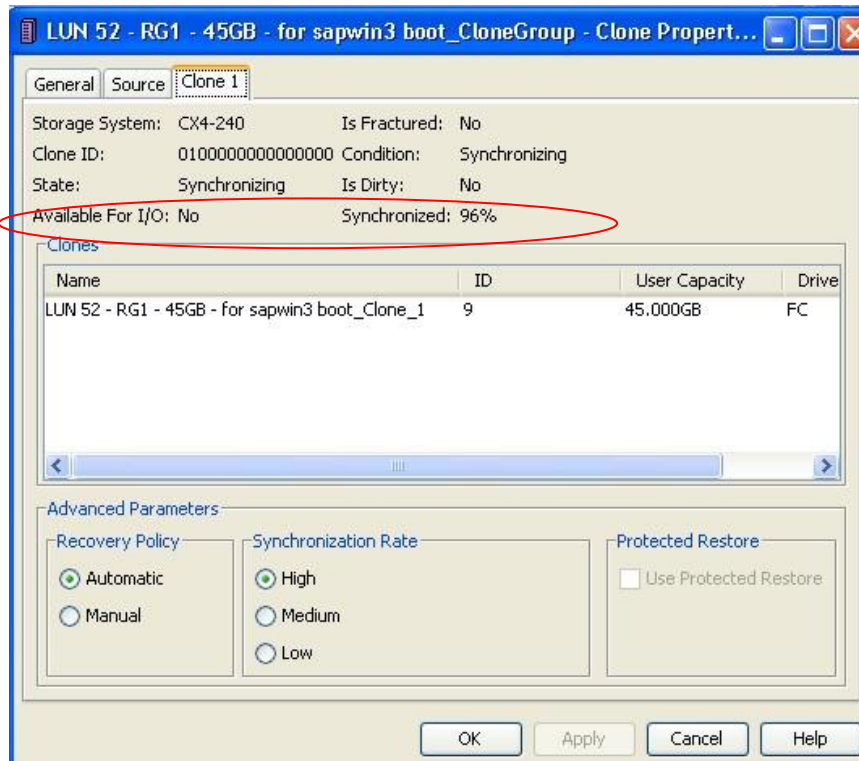 LUN 52 - RG1 - 45GB - for sapwin3 boot_CloneGroup - Clone Propert...
General Source Clone 1
Storage System: CX4-240 Is Fractured: No
Clone ID: 0100000000000000 Condition: Synchronizing
State: Synchronizing Is Dirty: No
Available For I/O: No Synchronized: 96%
Clones
Name ID User Capacity Drive
LUN 52 - RG1 - 45GB - for sapwin3 boot_Clone_1 9 45.000GB FC
Advanced Parameters
Recovery Policy Synchronization Rate Protected Restore
Automatic High Use Protected Restore
Manual Medium
Low
OK Apply Cancel Help